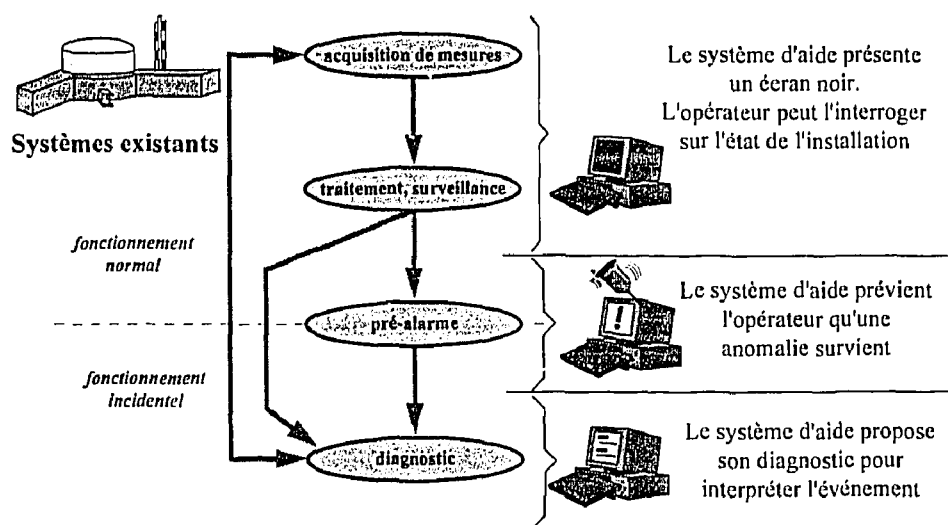 Systèmes existants
acquisition de mesures
traitement, surveillance
fonctionnement
normal
pré-alarme
fonctionnement
incidentel
diagnostic
Le système d'aide présente
un écran noir.
L'opérateur peut l'interroger
sur l'état de l'installation
!
Le système d'aide prévient
l'opérateur qu'une
anomalie survient
Le système d'aide propose
son diagnostic pour
interpréter l'événement